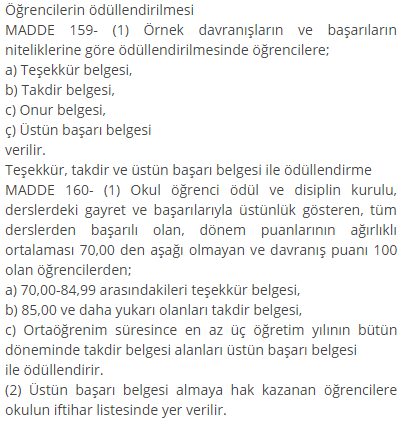 Öğrencilerin ödüllendirilmesi
MADDE 159- (1) Örnek davranışların ve başarıların
niteliklerine göre ödüllendirilmesinde öğrencilere;
a) Teşekkür belgesi,
b) Takdir belgesi,
c) Onur belgesi,
ç) Üstün başarı belgesi
verilir.
Teşekkür, takdir ve üstün başarı belgesi ile ödüllendirme
MADDE 160- (1) Okul öğrenci ödül ve disiplin kurulu,
derslerdeki gayret ve başarılarıyla üstünlük gösteren, tüm
derslerden başarılı olan, dönem puanlarının ağırlıklı
ortalaması 70,00 den aşağı olmayan ve davranış puanı 100
olan öğrencilerden;
a) 70,00-84,99 arasındakileri teşekkür belgesi,
b) 85,00 ve daha yukarı olanları takdir belgesi,
c) Ortaöğrenim süresince en az üç öğretim yılının bütün
döneminde takdir belgesi alanları üstün başarı belgesi
ile ödüllendirir.
(2) Üstün başarı belgesi almaya hak kazanan öğrencilere
okulun iftihar listesinde yer verilir.